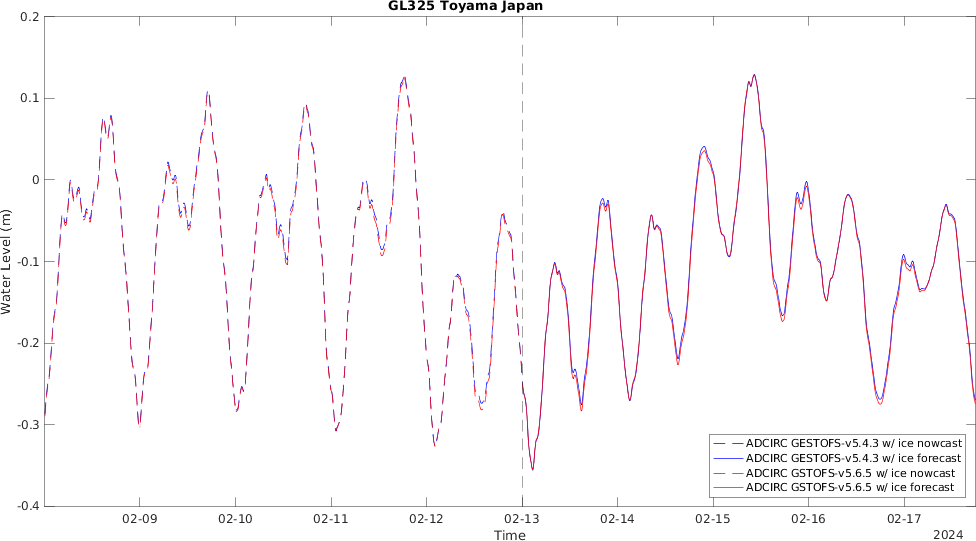 GL325 Toyama Japan
0.2
0.1
0
-0.1
-0.2
-0.3
-0.4
Water Level (m)
02-09 02-10 02-11 02-12 02-13 02-14 02-15 02-16 02-17
Time
2024
ADCIRC GESTOFS-v5.4.3 w/ ice nowcast
ADCIRC GESTOFS-v5.4.3 w/ ice forecast
ADCIRC GSTOFS-v5.6.5 w/ ice nowcast
ADCIRC GSTOFS-v5.6.5 w/ ice forecast